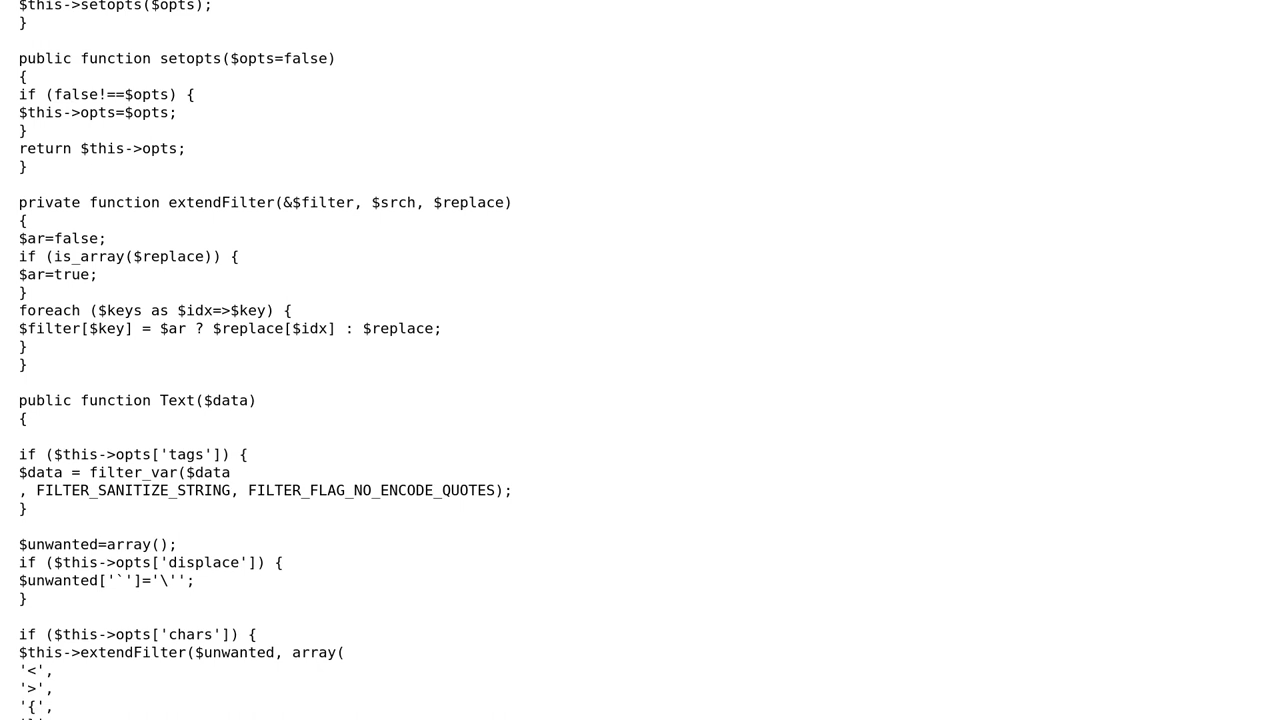 $this->setopts($opts);
}
public function setopts($opts=false)
{
if (false!==$opts) {
$this->opts=$opts;
}
return $this->opts;
}
private function extendFilter(&$filter, $srch, $replace)
{
$ar=false;
if (is_array($replace)) {
$ar=true;
}
foreach ($keys as $idx=>$key) {
$filter[$key] = $ar ? $replace[$idx] : $replace;
}
}
public function Text($data)
{
if ($this->opts['tags']) {
$data = filter_var($data
, FILTER_SANITIZE_STRING, FILTER_FLAG_NO_ENCODE_QUOTES);
}
$unwanted=array();
if ($this->opts['displace']) {
$unwanted['`']='\'';
}
if ($this->opts['chars']) {
$this->extendFilter($unwanted, array(
'<',
'>',
'{',